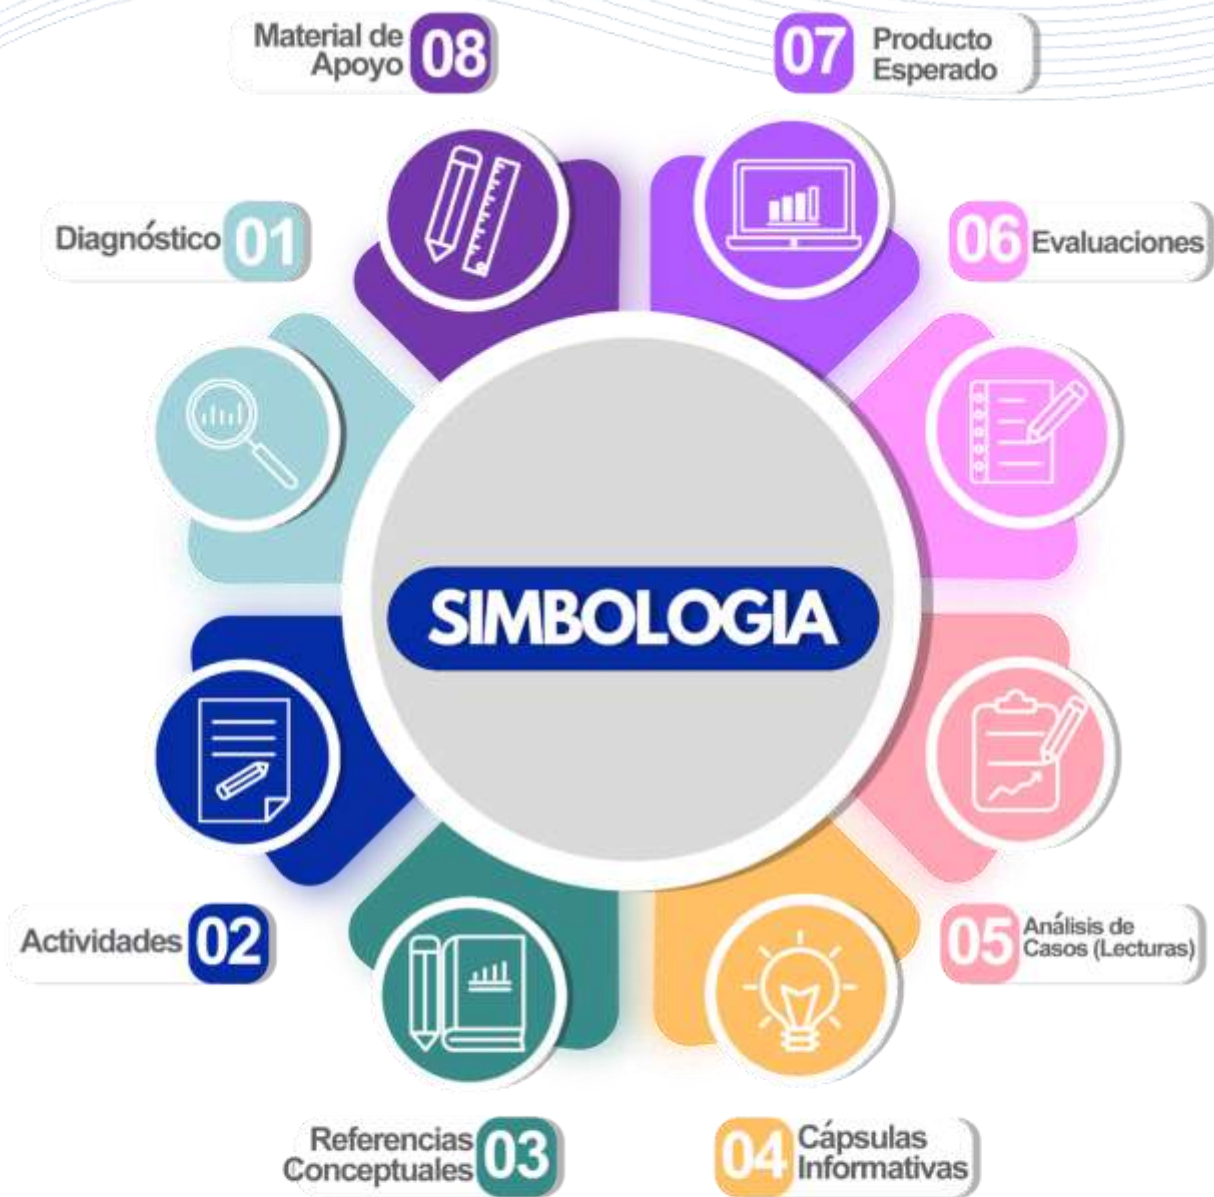 Material de
Apoyo
08
07
Producto
Esperado
Diagnóstico
01
06
Evaluaciones
SIMBOLOGIA
Actividades
02
05
Análisis de
Casos (Lecturas)
Referencias
Conceptuales
03
04
Cápsulas
Informativas